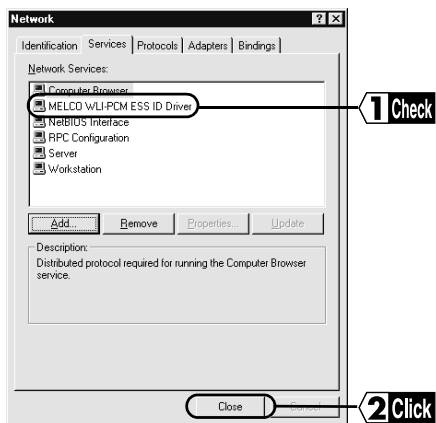 Network
Identification Services Protocols Adapters Bindings
Network Services:
Computer Browser
MELCO WLI-PCM ESS ID Driver
1 Check
NetBIOS Interface
RPC Configuration
Server
Workstation
Add... Remove Properties... Update
Description:
Distributed protocol required for running the Computer Browser
service.
Close Cancel
2 Click